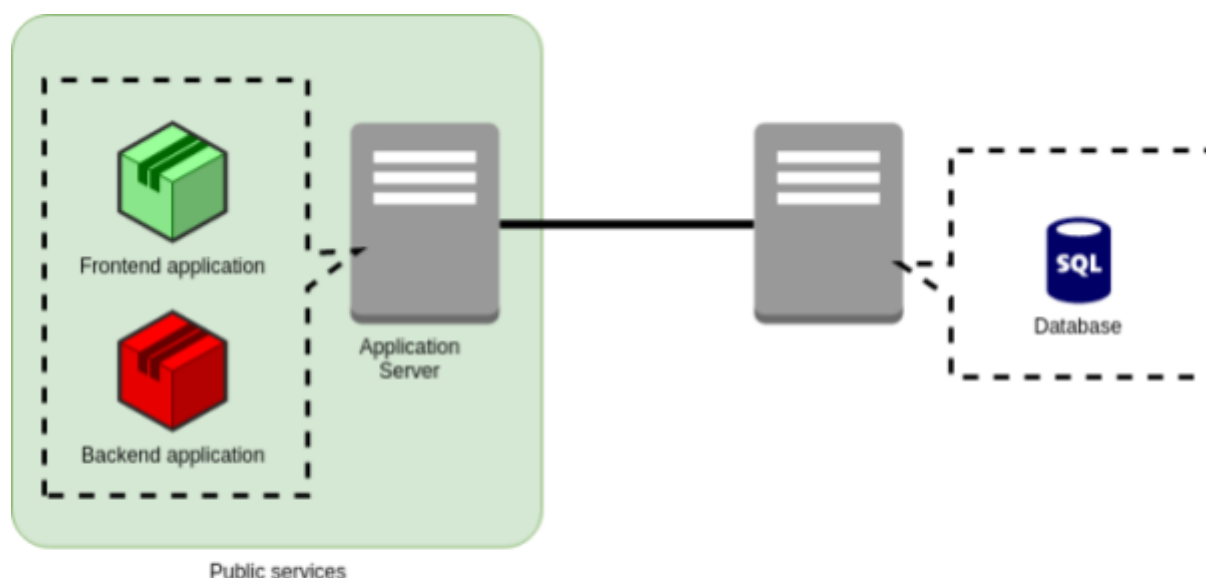 Frontend application
Backend application
Application
Server
SQL
Database
Public services